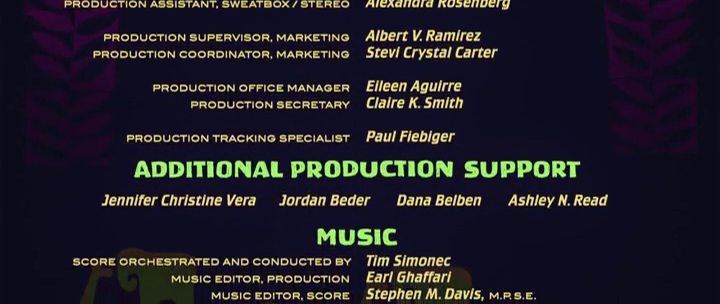 PRODUCTION ASSISTANT, SWEATBOX / STEREO Alexandra Rosenberg
PRODUCTION SUPERVISOR, MARKETING Albert V. Ramirez
PRODUCTION COORDINATOR, MARKETING Stevi Crystal Carter
PRODUCTION OFFICE MANAGER Eileen Aguirre
PRODUCTION SECRETARY Claire K. Smith
PRODUCTION TRACKING SPECIALIST Paul Fiebiger
ADDITIONAL PRODUCTION SUPPORT
Jennifer Christine Vera Jordan Beder Dana Belben Ashley N. Read
MUSIC
SCORE ORCHESTRATED AND CONDUCTED BY Tim Simonec
MUSIC EDITOR, PRODUCTION Earl Ghaffari
MUSIC EDITOR, SCORE Stephen M. Davis, M.P.S.E.